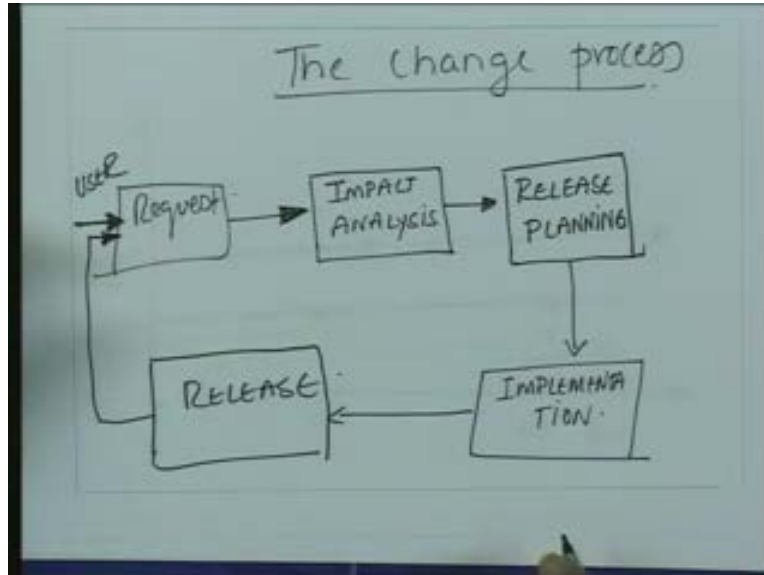 The change process
USER
Request
IMPACT
ANALYSIS
RELEASE
PLANNING
IMPLEMENTA
TION.
RELEASE